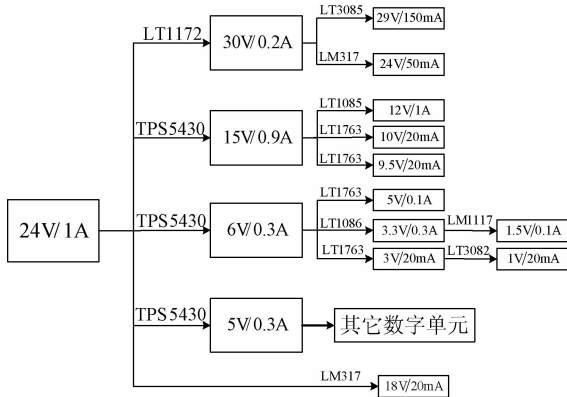 24V/1A
LT1172
30V/0.2A
LT3085
29V/150mA
LM317
24V/50mA
TPS5430
15V/0.9A
LT1085
12V/1A
LT1763
10V/20mA
LT1763
9.5V/20mA
TPS5430
6V/0.3A
LT1763
5V/0.1A
LT1086
3.3V/0.3A
LM1117
1.5V/0.1A
LT1763
3V/20mA
LT3082
1V/20mA
TPS5430
5V/0.3A
其它数字单元
LM317
18V/20mA